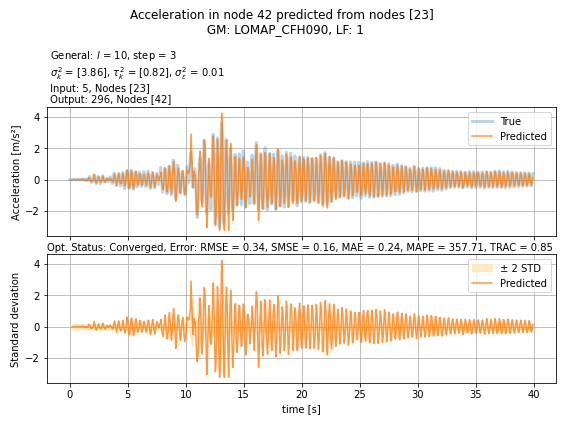 Acceleration in node 42 predicted from nodes [23]
GM: LOMAP_CFH090, LF: 1
General: l = 10, step = 3
σ²ₖ = [3.86], τ²ₖ = [0.82], σ²ε = 0.01
Input: 5, Nodes [23]
Output: 296, Nodes [42]
Acceleration [m/s²]
4
2
0
−2
True
Predicted
Opt. Status: Converged, Error: RMSE = 0.34, SMSE = 0.16, MAE = 0.24, MAPE = 357.71, TRAC = 0.85
Standard deviation
4
2
0
−2
± 2 STD
Predicted
0 5 10 15 20 25 30 35 40
time [s]